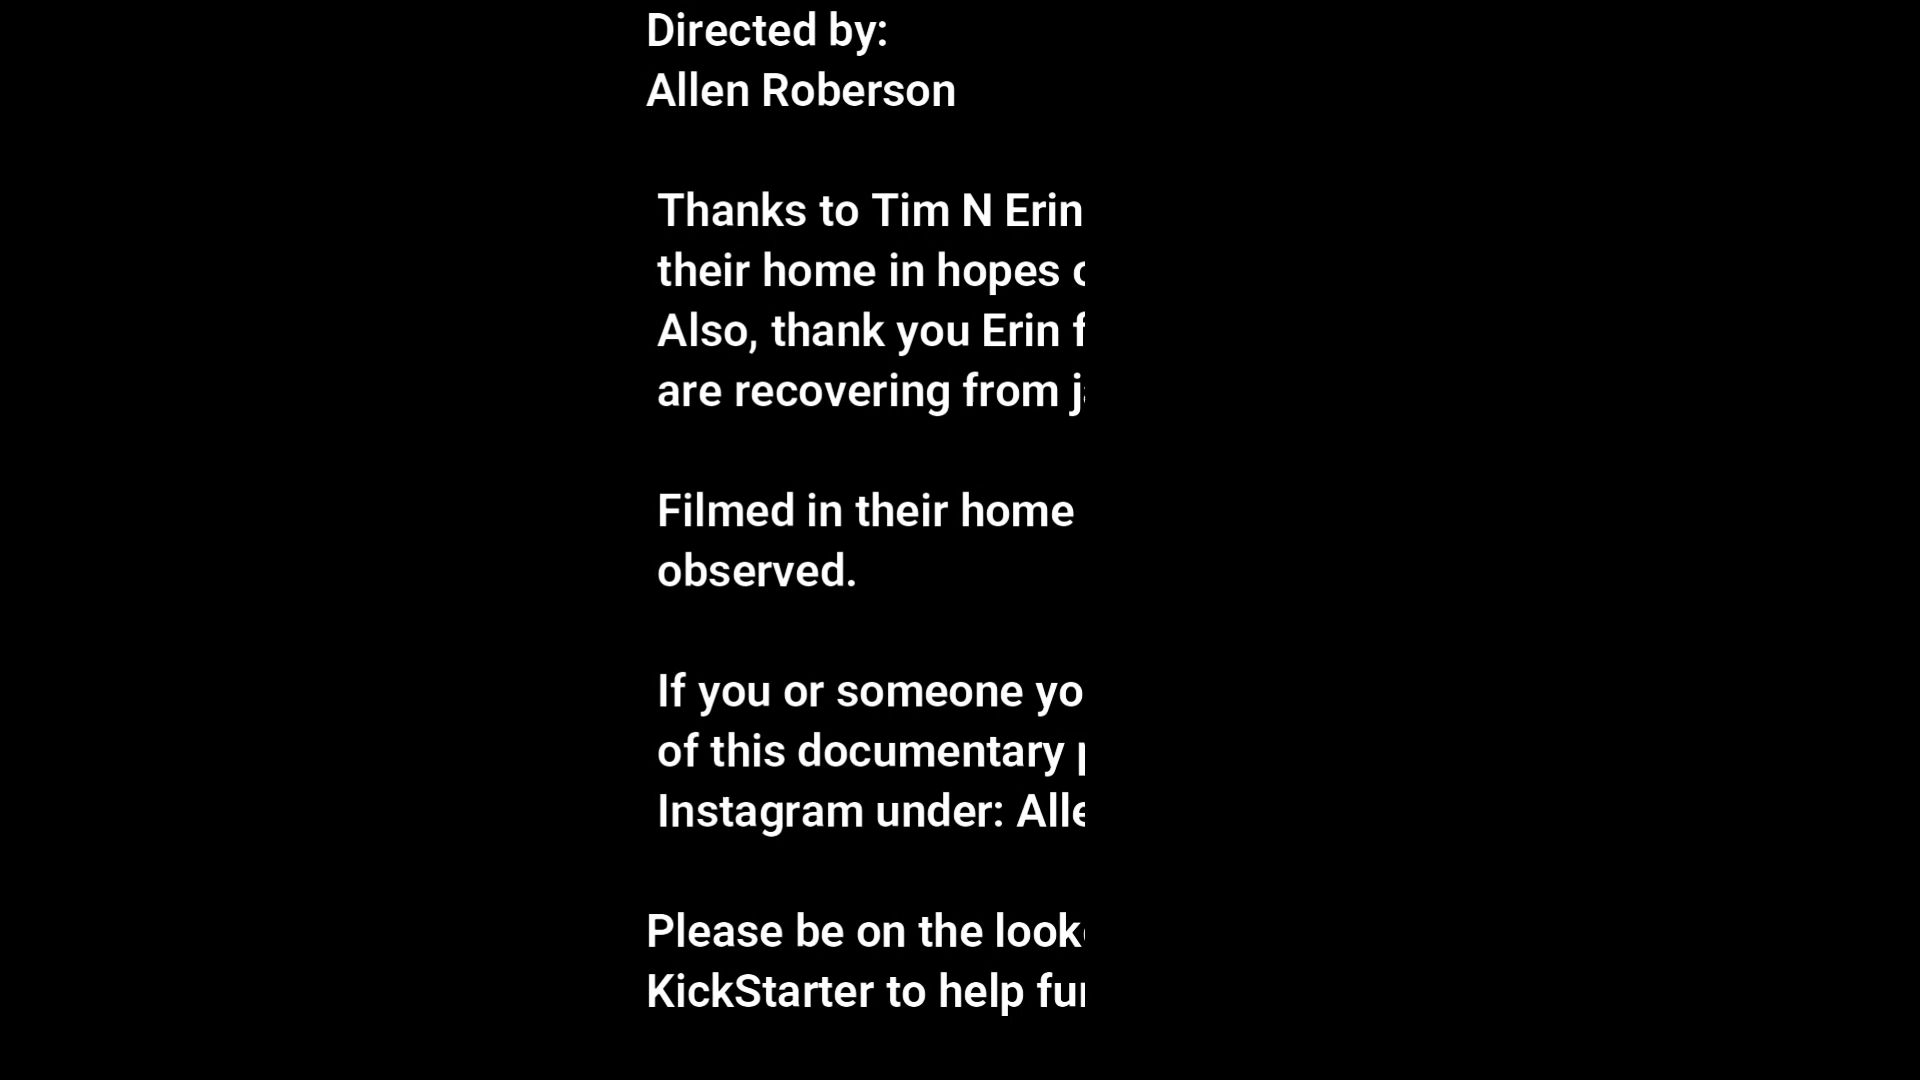 Directed by:
Allen Roberson
Thanks to Tim N Erin
their home in hopes
Also, thank you Erin
are recovering from
Filmed in their home
observed.
If you or someone
of this documentary
Instagram under:
Please be on the
KickStarter to help